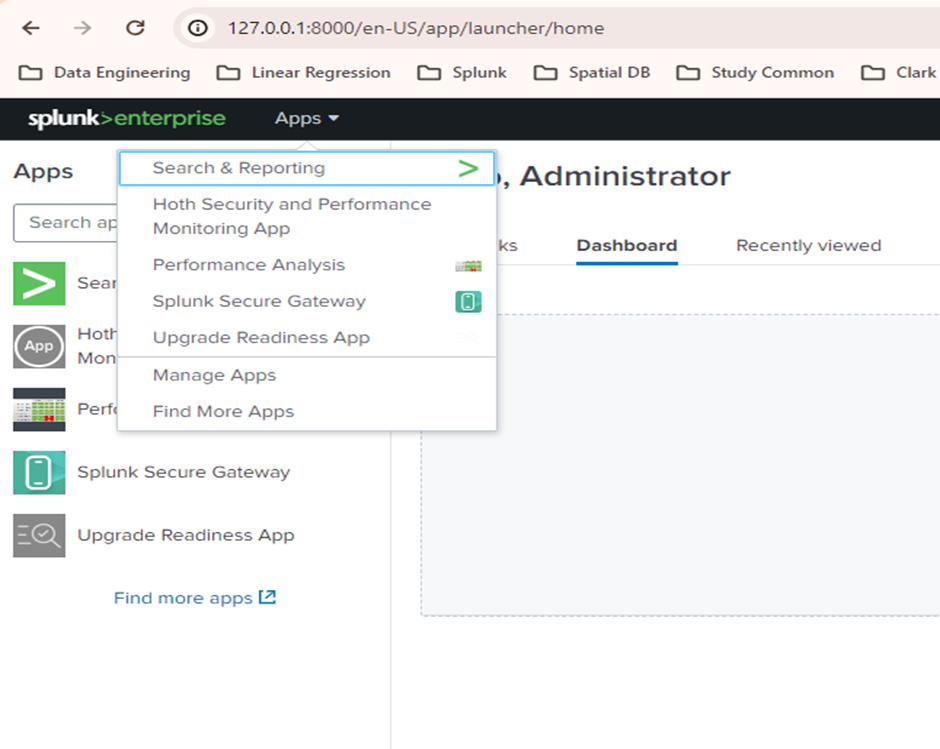 127.0.0.1:8000/en-US/app/launcher/home
Data Engineering Linear Regression Splunk Spatial DB Study Common Clark
splunk>enterprise Apps
Apps
Search & Reporting
Hoth Security and Performance
Monitoring App
Performance Analysis
Splunk Secure Gateway
Upgrade Readiness App
Manage Apps
Find More Apps
Search ap
Sear
App
Hoth
Mon
Perfo
Splunk Secure Gateway
Upgrade Readiness App
Find more apps
, Administrator
ks Dashboard Recently viewed